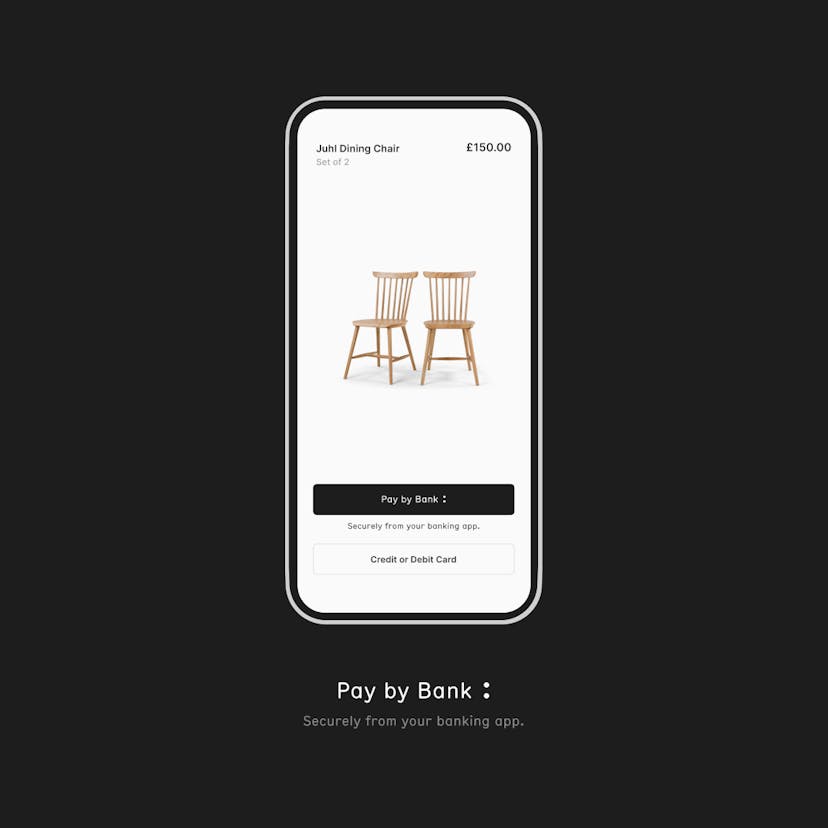 Juhl Dining Chair £150.00
Set of 2
Pay by Bank :
Securely from your banking app.
Credit or Debit Card
Pay by Bank :
Securely from your banking app.